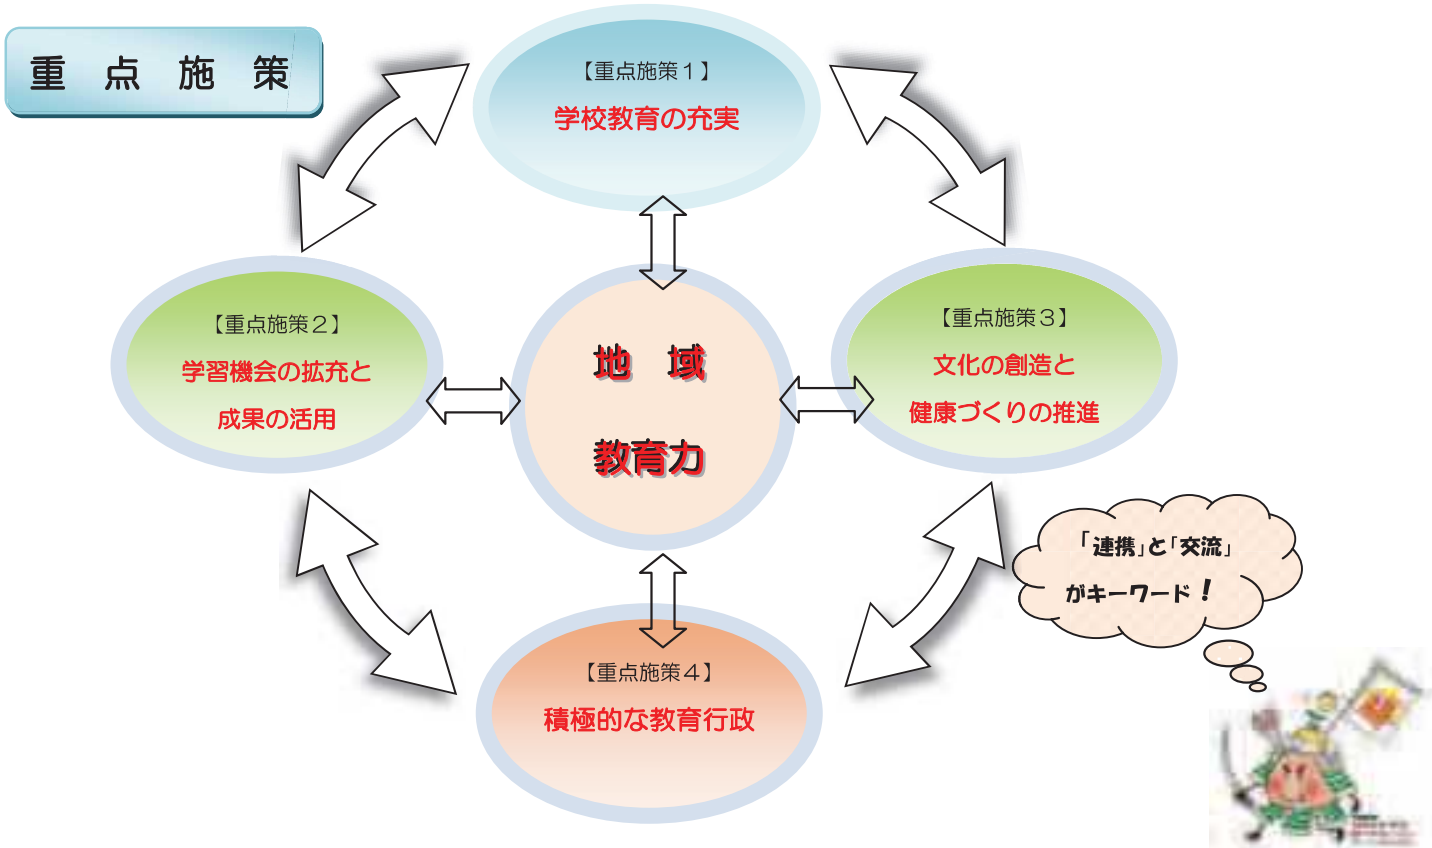 重 点 施 策
【重点施策１】
学校教育の充実
【重点施策２】
学習機会の拡充と
成果の活用
地 域
教育力
【重点施策３】
文化の創造と
健康づくりの推進
【重点施策４】
積極的な教育行政
「連携」と「交流」
がキーワード！